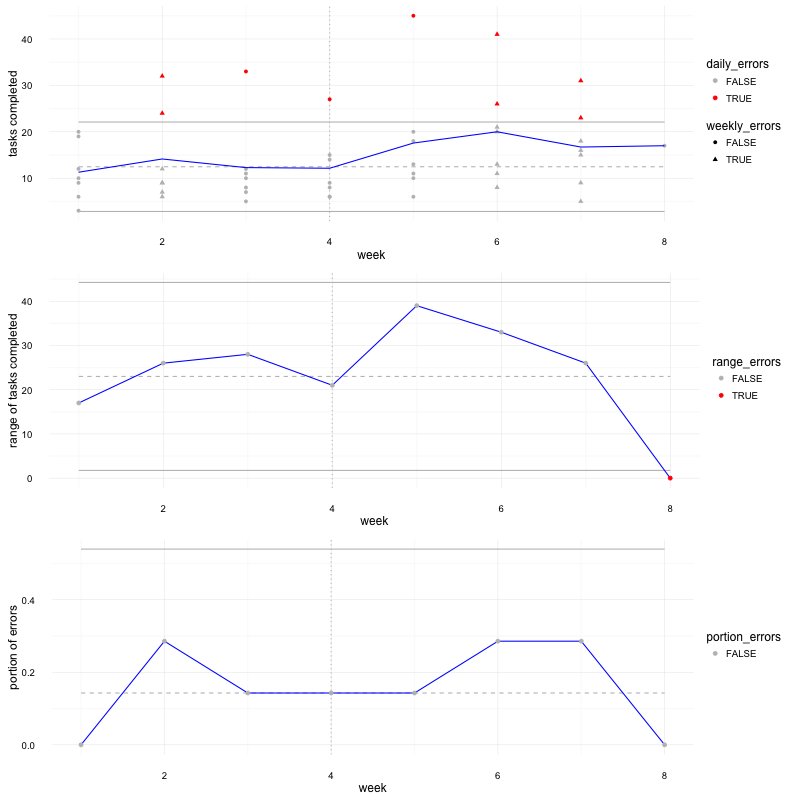 tasks completed
40
30
20
10
2
4
6
8
week
daily_errors
FALSE
TRUE
weekly_errors
FALSE
TRUE
range of tasks completed
40
30
20
10
0
2
4
6
8
week
range_errors
FALSE
TRUE
portion of errors
0.4
0.2
0.0
2
4
6
8
week
portion_errors
FALSE